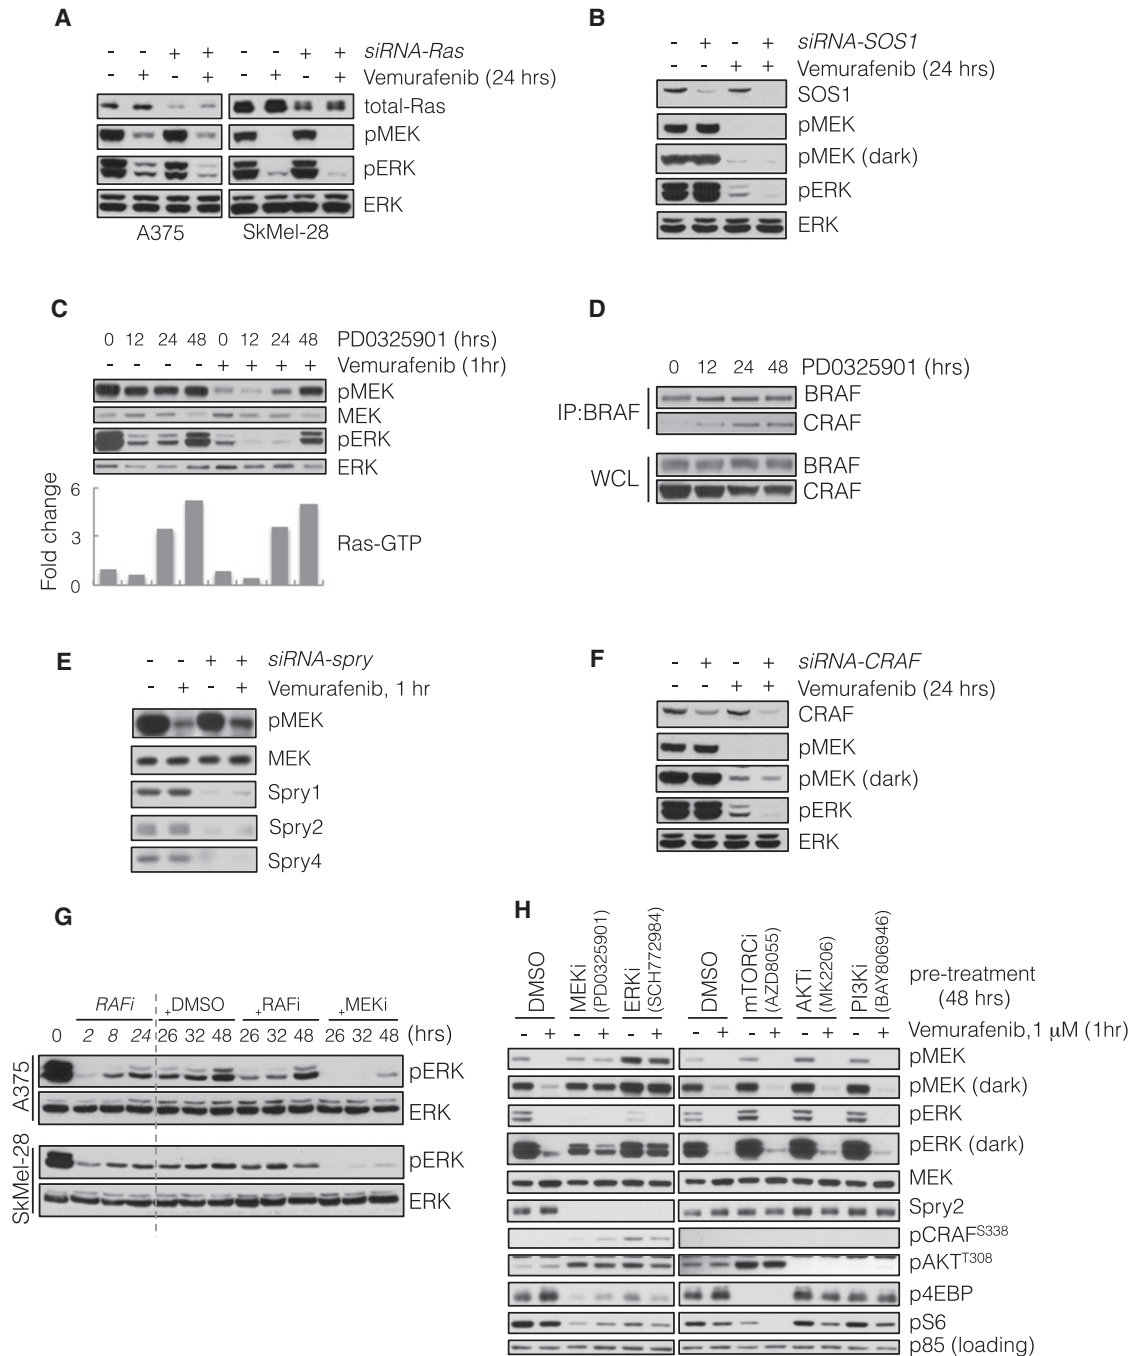 A
- - + + - - + + siRNA-Ras
- + - + - + - + Vemurafenib (24 hrs)
total-Ras
pMEK
pERK
ERK
A375 SkMel-28
B
- + - + siRNA-SOS1
- - + + Vemurafenib (24 hrs)
SOS1
pMEK
pMEK (dark)
pERK
ERK
C
0 12 24 48 0 12 24 48 PD0325901 (hrs)
- - - - + + + + Vemurafenib (1hr)
pMEK
MEK
pERK
ERK
Fold change
6
3
0
Ras-GTP
D
0 12 24 48 PD0325901 (hrs)
IP:BRAF
BRAF
CRAF
WCL
BRAF
CRAF
E
- - + + siRNA-spry
- + - + Vemurafenib, 1 hr
pMEK
MEK
Spry1
Spry2
Spry4
F
- + - + siRNA-CRAF
- - + + Vemurafenib (24 hrs)
CRAF
pMEK
pMEK (dark)
pERK
ERK
G
RAFi +DMSO +RAFi +MEKi
0 2 8 24 26 32 48 26 32 48 26 32 48 (hrs)
A375
pERK
ERK
SkMel-28
pERK
ERK
H
DMSO
MEKi
(PD0325901)
ERKi
(SCH772984)
DMSO
mTORCi
(AZD8055)
AKTi
(MK2206)
PI3Ki
(BAY806946)
pre-treatment
(48 hrs)
- + - + - + - + - + - + - + Vemurafenib,1 μM (1hr)
pMEK
pMEK (dark)
pERK
pERK (dark)
MEK
Spry2
pCRAFS338
pAKTT308
p4EBP
pS6
p85 (loading)